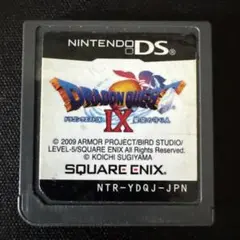 NINTENDO DS
DRAGON QUEST
IX
© 2009 ARMOR PROJECT/BIRD STUDIO/
LEVEL-5/SQUARE ENIX All Rights Reserved.
© KOICHI SUGIYAMA
SQUARE ENIX.
NTR-YDQJ-JPN